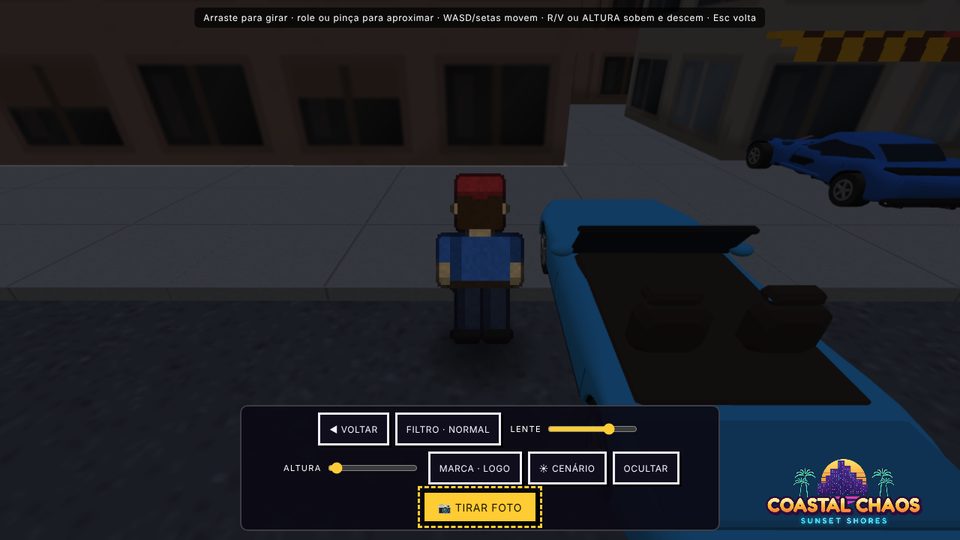 Arraste para girar · role ou pinça para aproximar · WASD/setas movem · R/V ou ALTURA sobem e descem · Esc volta
◀ VOLTAR
FILTRO · NORMAL
LENTE
ALTURA
MARCA · LOGO
☀ CENÁRIO
OCULTAR
📷 TIRAR FOTO
COASTAL CHAOS
SUNSET SHORES